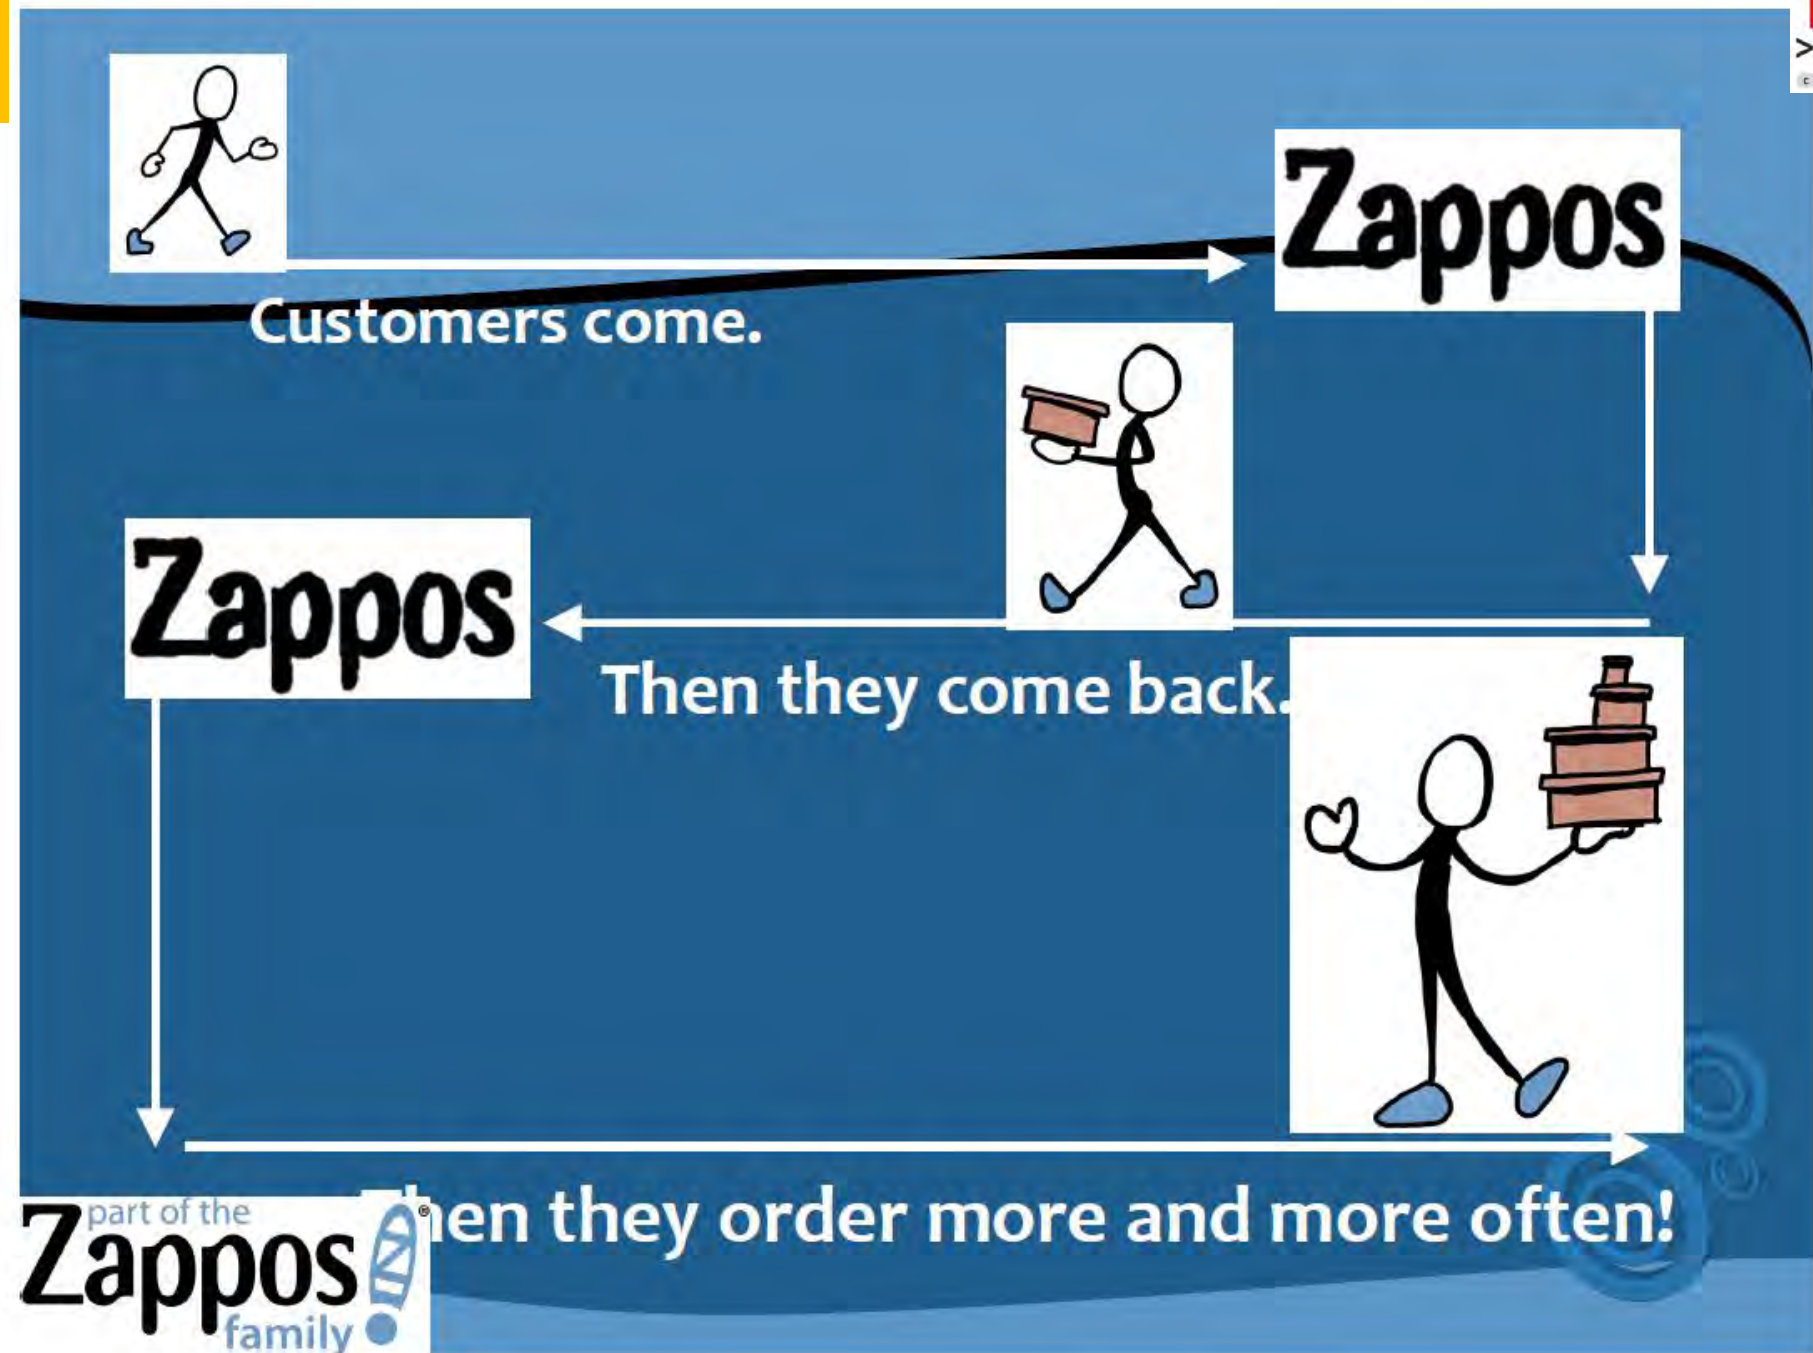 Zappos
Customers come.
Zappos
Then they come back.
hen they order more and more often!
part of the
Zappos®
family